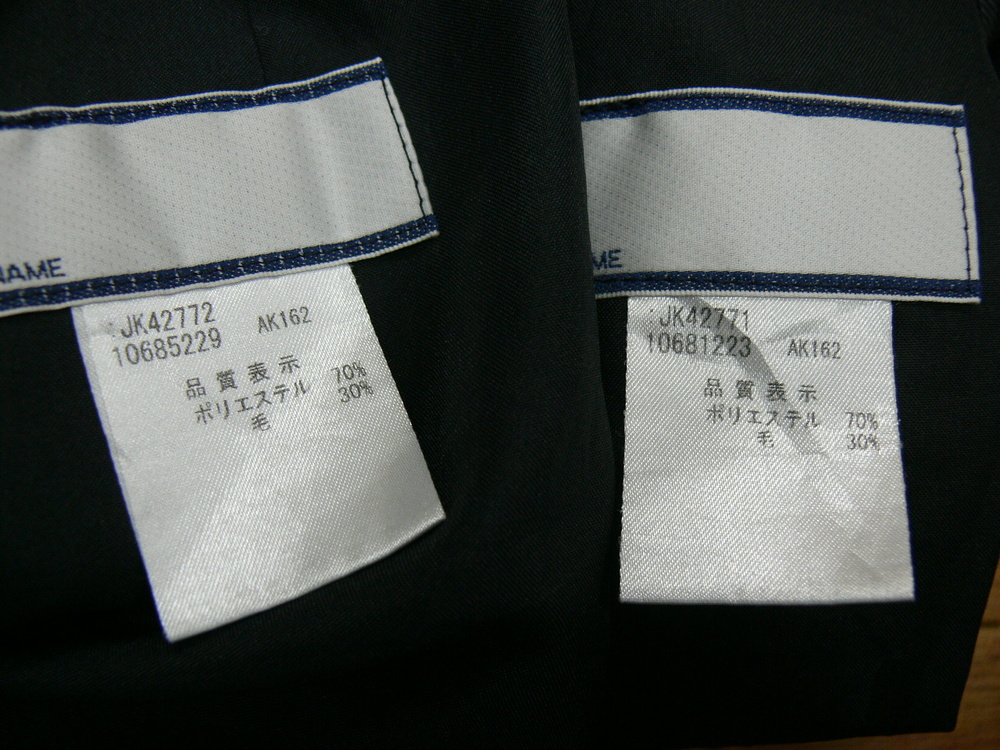 NAME
JK42772
10685229 AK162
品質表示
ポリエステル 70%
毛 30%
ME
JK42771
10681223 AK162
品質表示
ポリエステル 70%
毛 30%